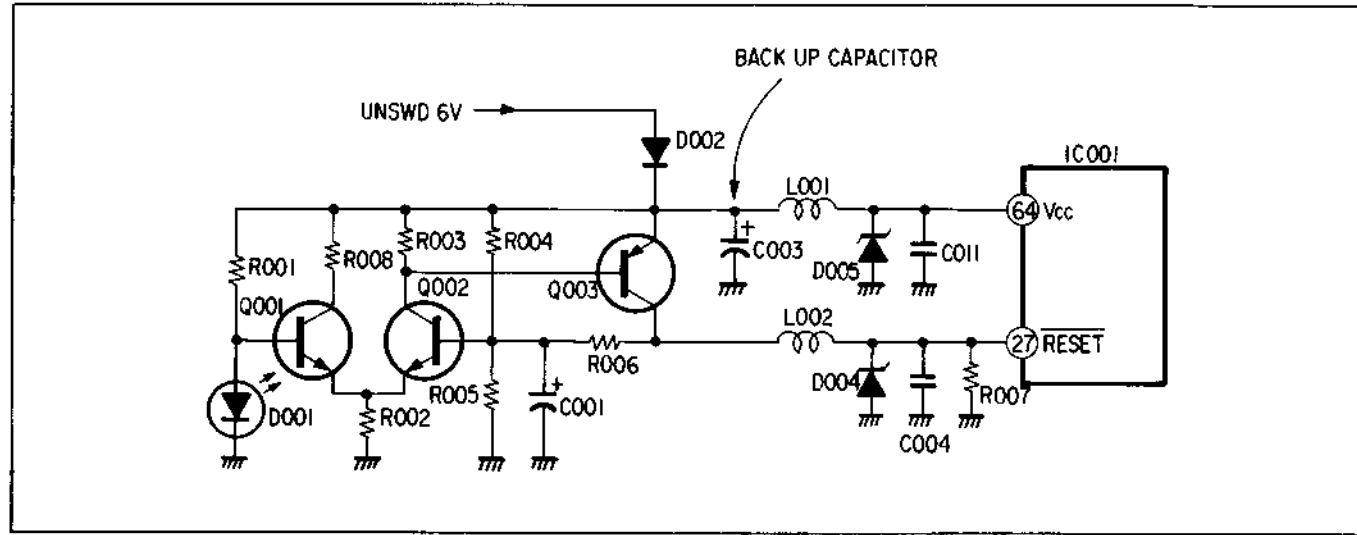 BACK UP CAPACITOR
UNSWD 6V
D002
IC001
L001
64 Vcc
R003
R004
C003
C011
R008
D005
R001
Q002
Q003
Q001
L002
27 RESET
R006
D004
R007
R005
D001
R002
C001
C004